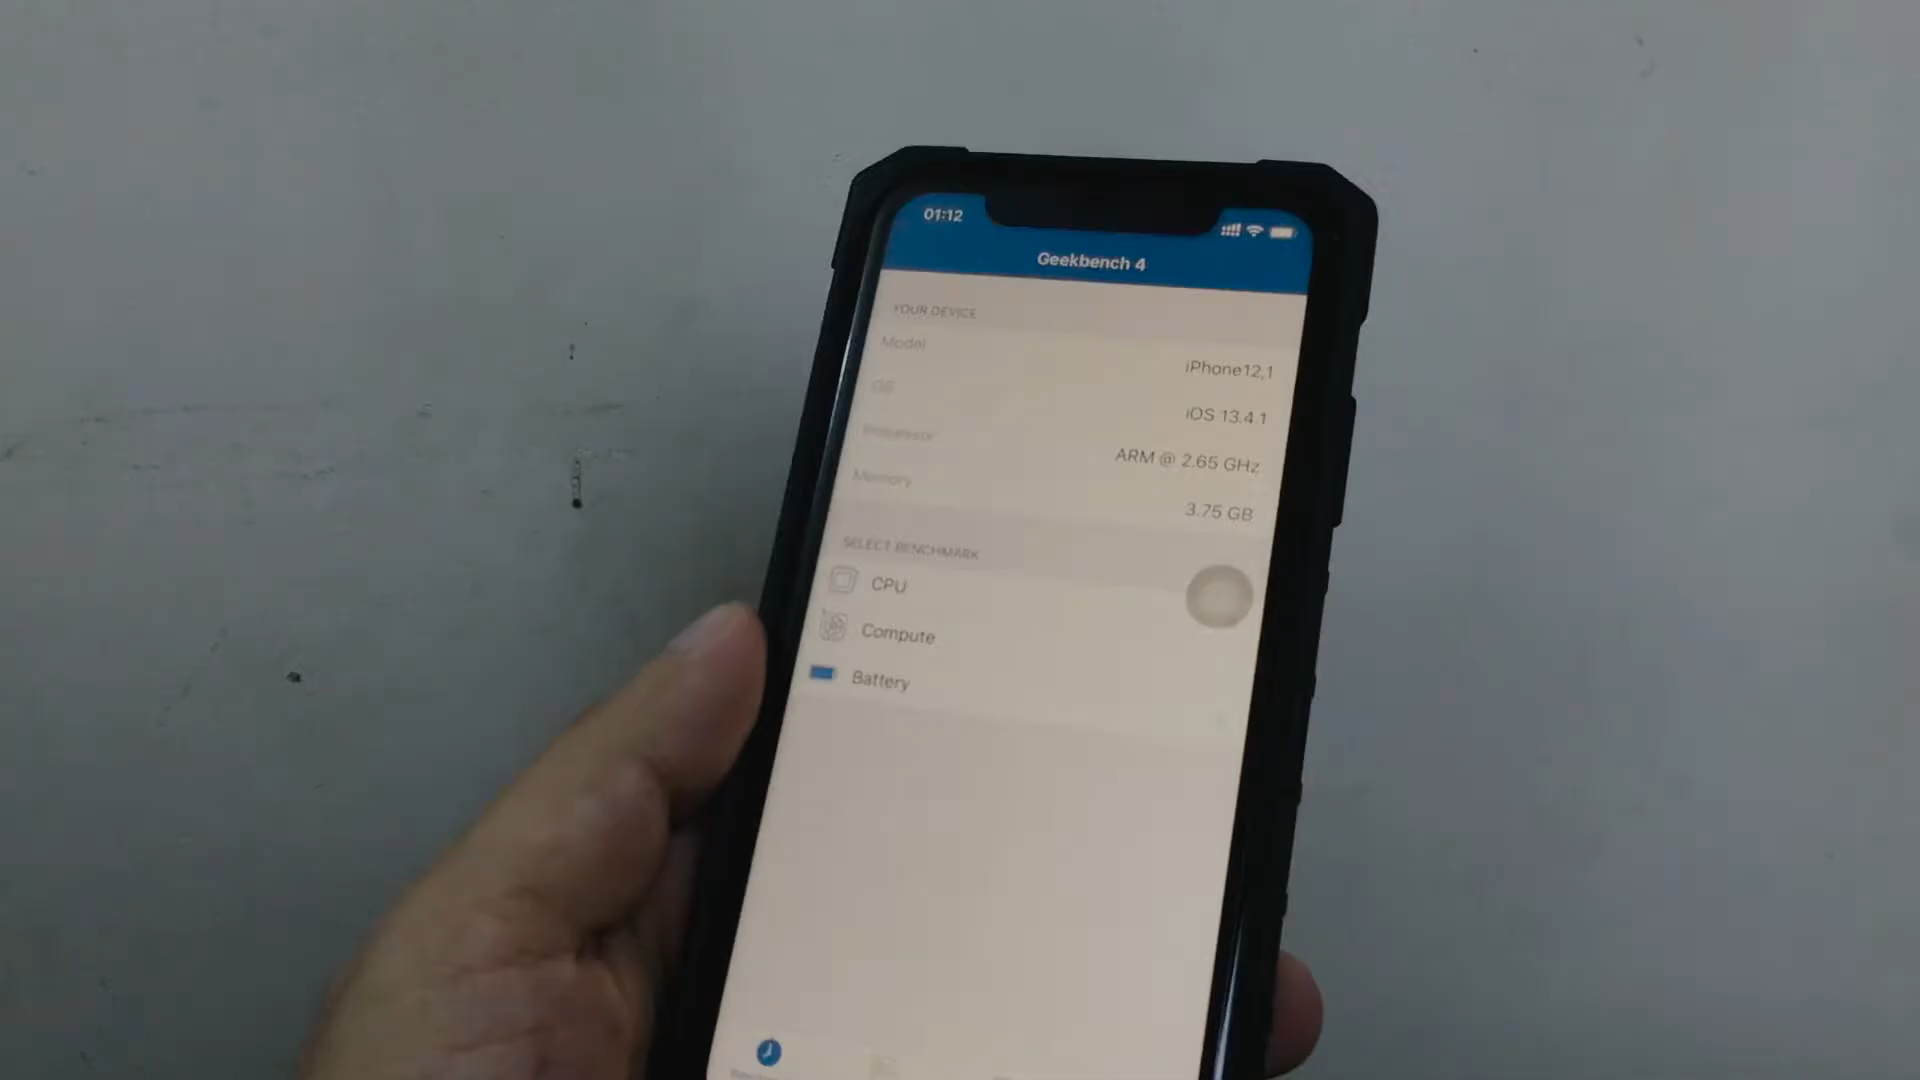 01:12
Geekbench 4
YOUR DEVICE
Model
iPhone12,1
OS
iOS 13.4.1
Processor
ARM @ 2.65 GHz
Memory
3.75 GB
SELECT BENCHMARK
CPU
Compute
Battery